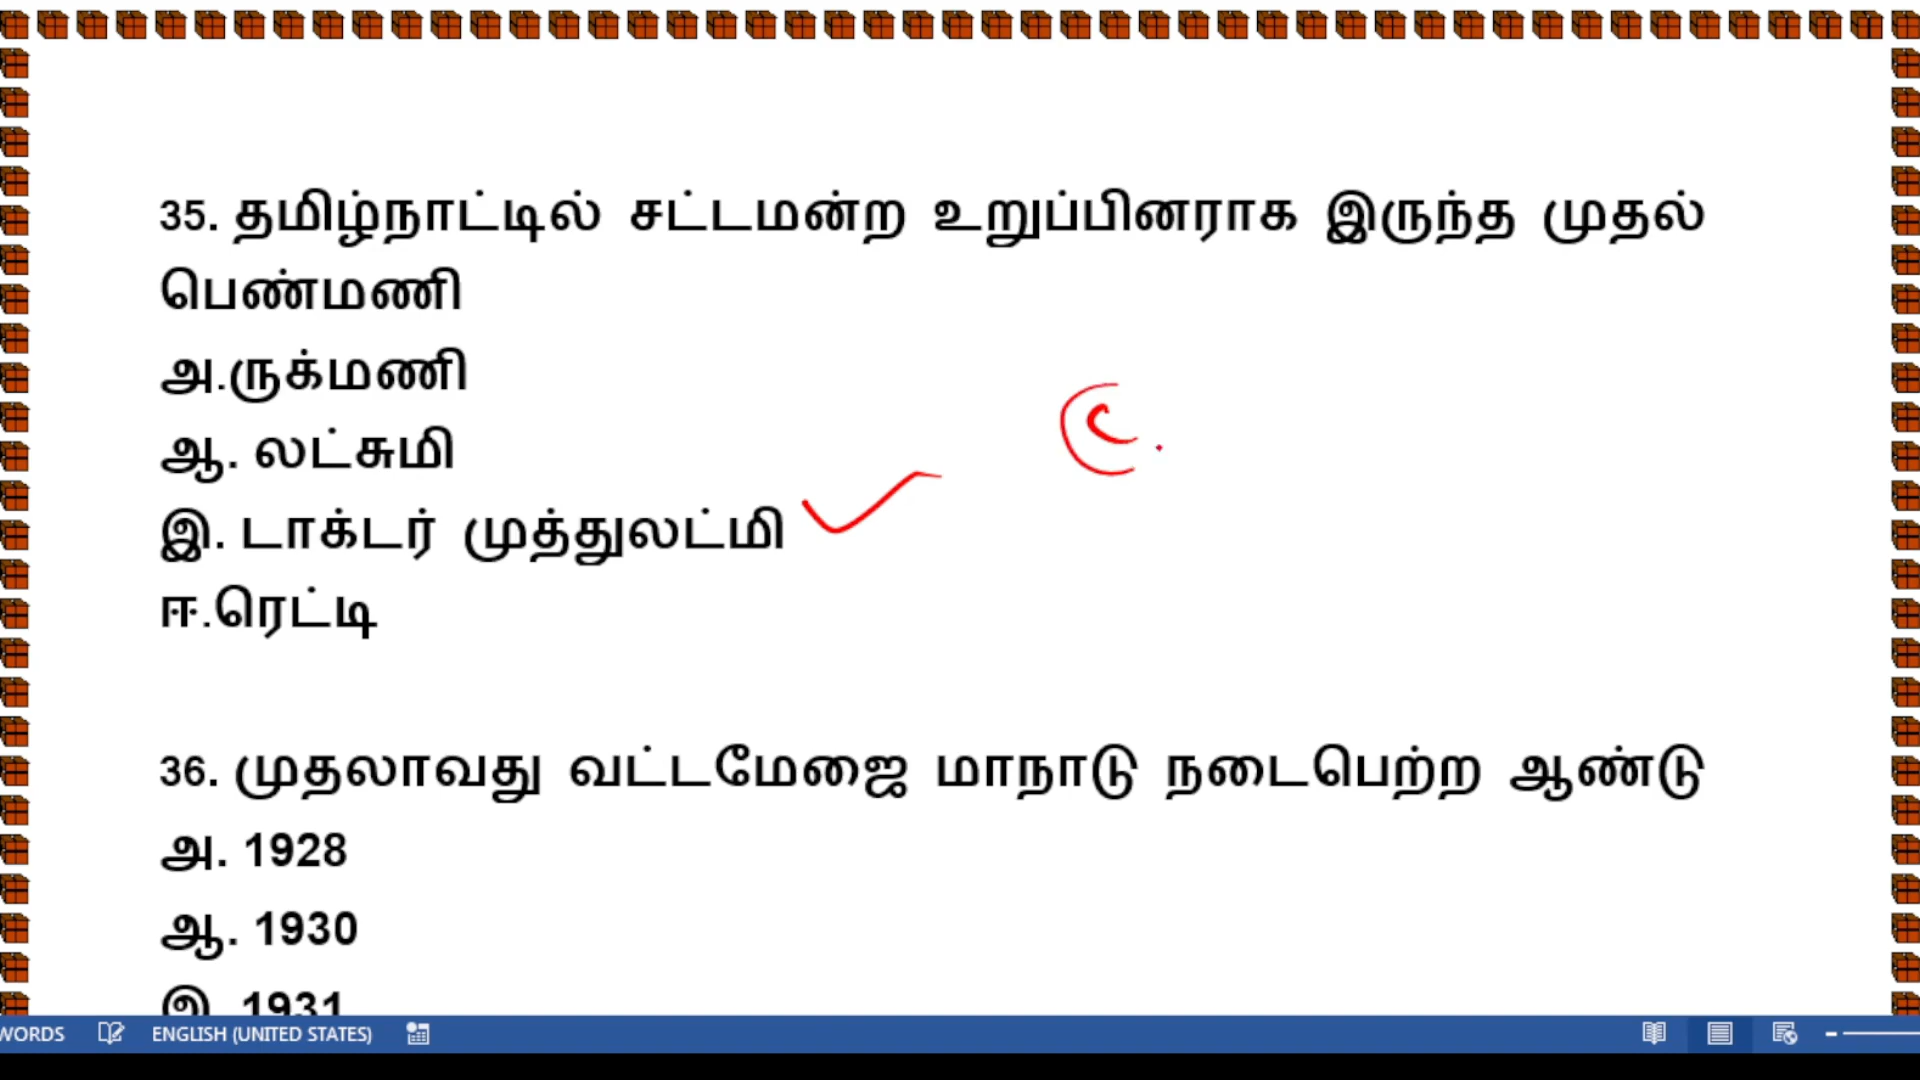 35. தமிழ்நாட்டில் சட்டமன்ற உறுப்பினராக இருந்த முதல்
பெண்மணி
அ.ருக்மணி
ஆ. லட்சுமி
C.
இ. டாக்டர் முத்துலட்மி
ஈ.ரெட்டி
36. முதலாவது வட்டமேஜை மாநாடு நடைபெற்ற ஆண்டு
அ. 1928
ஆ. 1930
இ. 1931
WORDS ENGLISH (UNITED STATES)